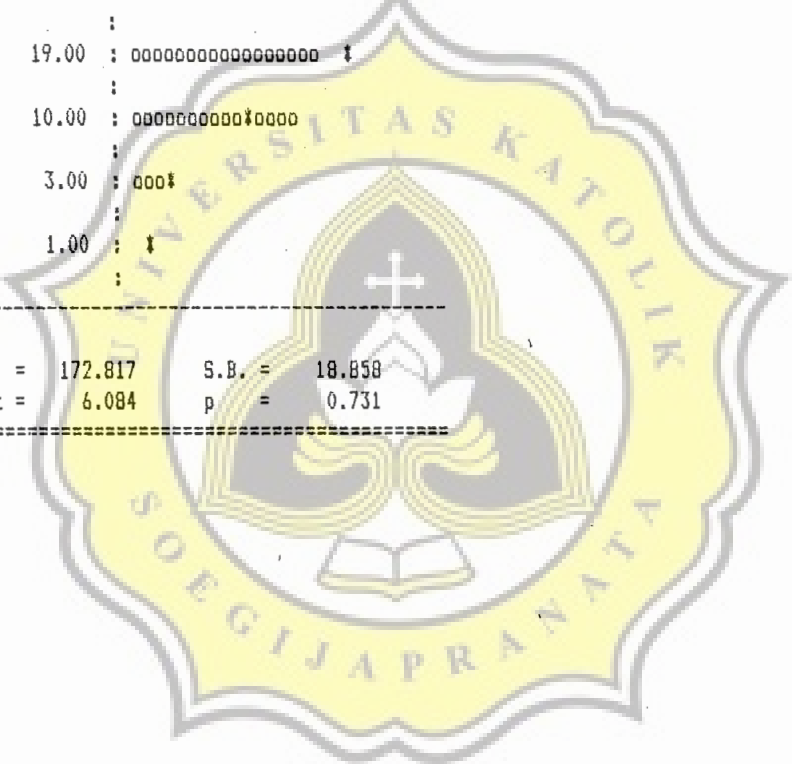 :
19.00 : ooooooooooooooooo *
:
10.00 : oooooooooo*oooo
:
3.00 : ooo*
:
1.00 : *
:
--------------------------------------------
= 172.817 S.B. = 18.858
= 6.084 p = 0.731
============================================
UNIVERSITAS KATOLIK
SOEGIJAPRANATA